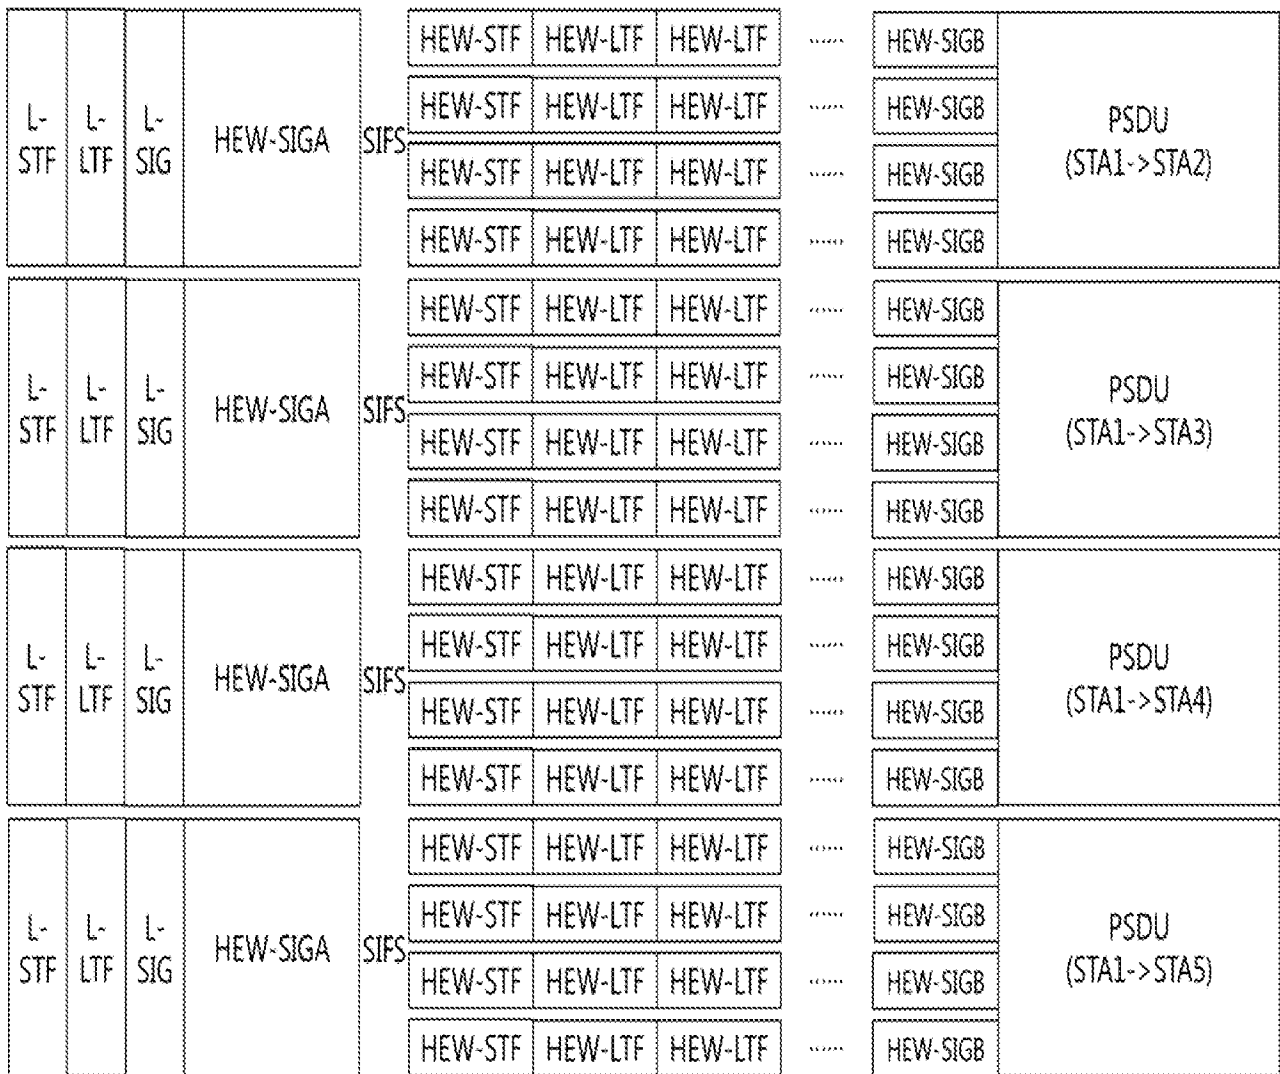 HEW-STF HEW-LTF HEW-LTF ...... HEW-SIGB
HEW-STF HEW-LTF HEW-LTF ...... HEW-SIGB
L-STF L-LTF L-SIG HEW-SIGA SIFS PSDU (STA1->STA2)
HEW-STF HEW-LTF HEW-LTF ...... HEW-SIGB
HEW-STF HEW-LTF HEW-LTF ...... HEW-SIGB
HEW-STF HEW-LTF HEW-LTF ...... HEW-SIGB
HEW-STF HEW-LTF HEW-LTF ...... HEW-SIGB
L-STF L-LTF L-SIG HEW-SIGA SIFS PSDU (STA1->STA3)
HEW-STF HEW-LTF HEW-LTF ...... HEW-SIGB
HEW-STF HEW-LTF HEW-LTF ...... HEW-SIGB
HEW-STF HEW-LTF HEW-LTF ...... HEW-SIGB
HEW-STF HEW-LTF HEW-LTF ...... HEW-SIGB
L-STF L-LTF L-SIG HEW-SIGA SIFS PSDU (STA1->STA4)
HEW-STF HEW-LTF HEW-LTF ...... HEW-SIGB
HEW-STF HEW-LTF HEW-LTF ...... HEW-SIGB
HEW-STF HEW-LTF HEW-LTF ...... HEW-SIGB
HEW-STF HEW-LTF HEW-LTF ...... HEW-SIGB
L-STF L-LTF L-SIG HEW-SIGA SIFS PSDU (STA1->STA5)
HEW-STF HEW-LTF HEW-LTF ...... HEW-SIGB
HEW-STF HEW-LTF HEW-LTF ...... HEW-SIGB